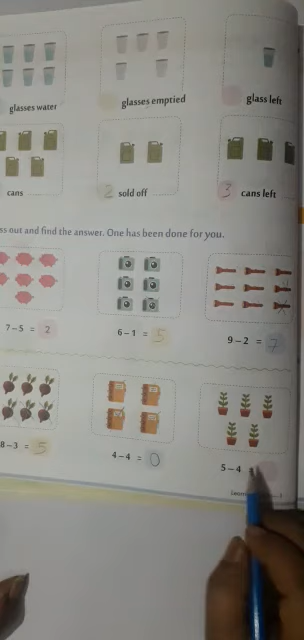 glasses water
glasses emptied
glass left
cans
2 sold off
3 cans left
ss out and find the answer. One has been done for you.
7 – 5 = 2
6 – 1 = 5
9 – 2 = 7
8 – 3 = 5
4 – 4 = 0
5 – 4 =